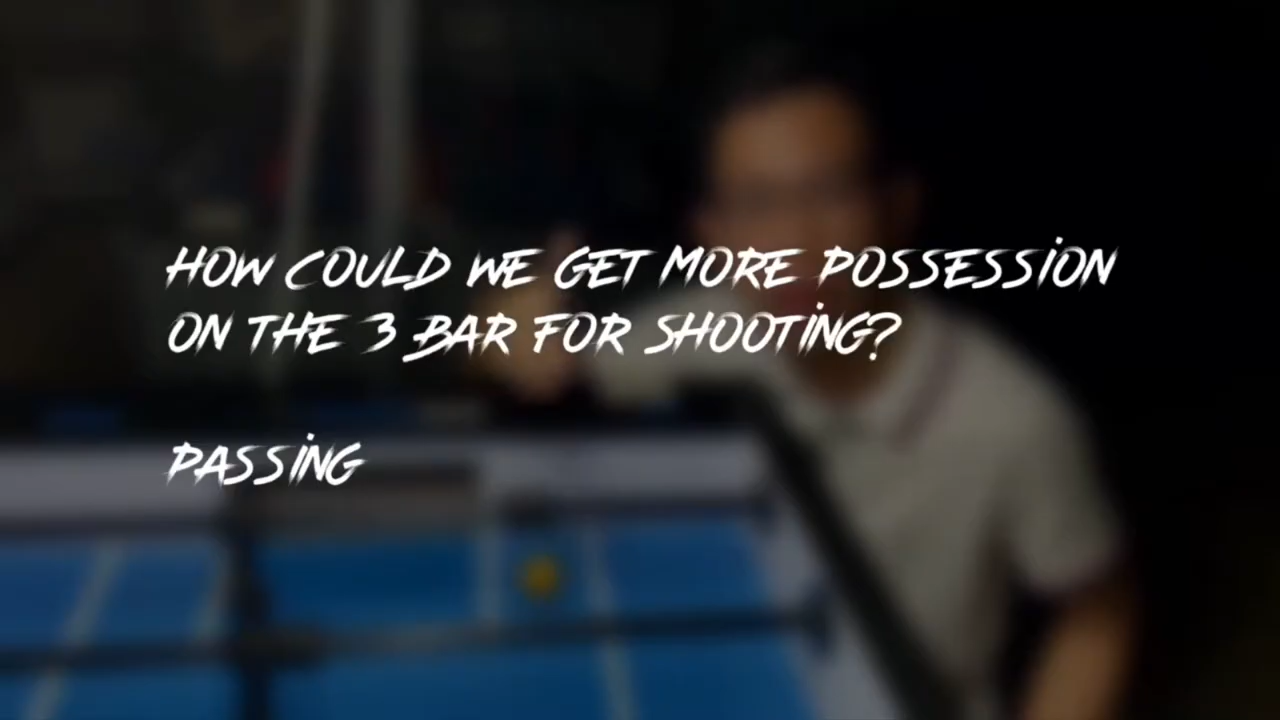 HOW COULD WE GET MORE POSSESSION
ON THE 3 BAR FOR SHOOTING?
PASSING